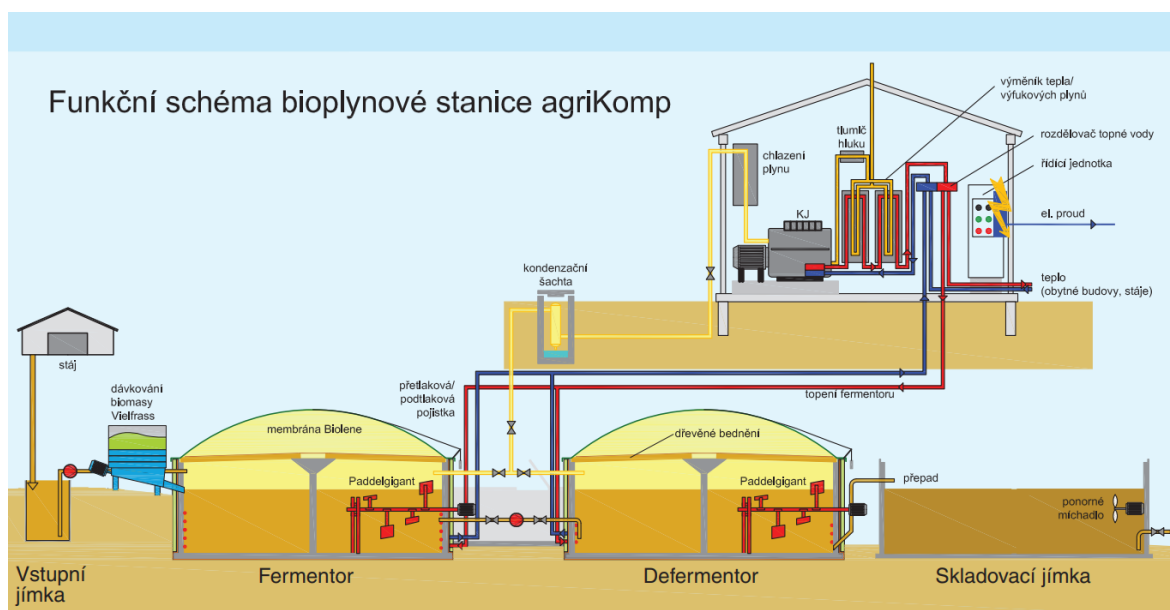 Funkční schéma bioplynové stanice agriKomp
výměník tepla/
výfukových plynů
tlumič
hluku
rozdělovač topné vody
chlazení
plynu
řídící jednotka
KJ
el. proud
kondenzační
šachta
teplo
(obytné budovy, stáje)
stáj
dávkování
biomasy
Vielfrass
přetlaková/
podtlaková
pojistka
topení fermentoru
membrána Biolene
dřevěné bednění
Paddelgigant
Paddelgigant
přepad
ponorné
míchadlo
Vstupní
jímka
Fermentor
Defermentor
Skladovací jímka